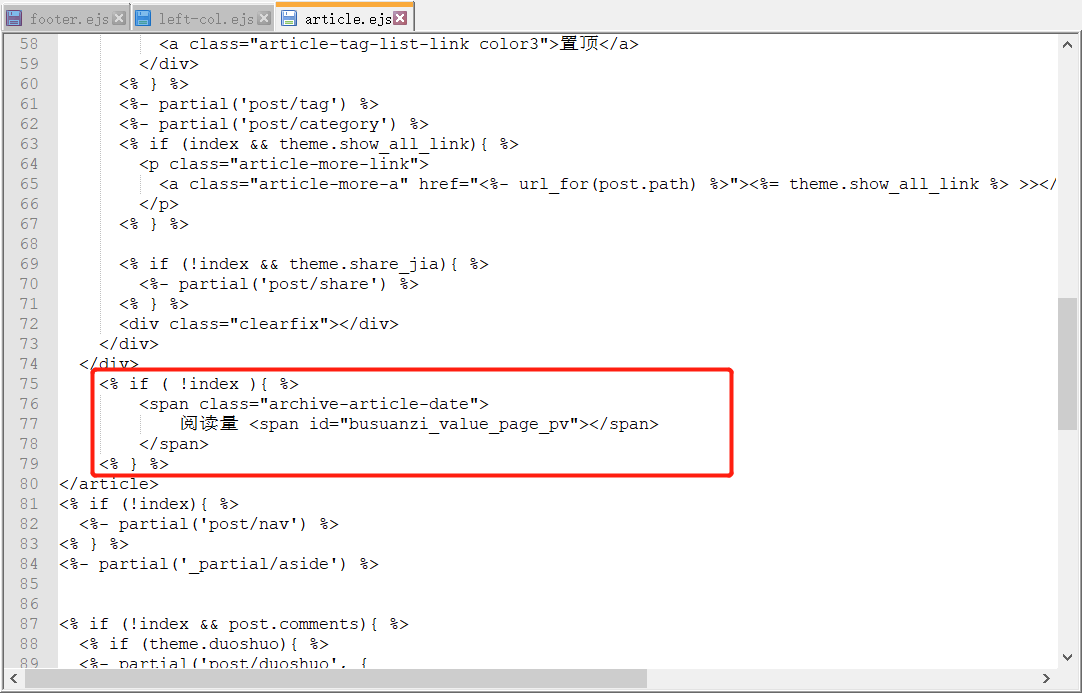 footer.ejs left-col.ejs article.ejs
58 <a class="article-tag-list-link color3">置顶</a>
59 </div>
60 <% } %>
61 <%- partial('post/tag') %>
62 <%- partial('post/category') %>
63 <% if (index && theme.show_all_link){ %>
64 <p class="article-more-link">
65 <a class="article-more-a" href="<%- url_for(post.path) %>"><%= theme.show_all_link %> >></
66 </p>
67 <% } %>
68
69 <% if (!index && theme.share_jia){ %>
70 <%- partial('post/share') %>
71 <% } %>
72 <div class="clearfix"></div>
73 </div>
74 </div>
75 <% if ( !index ){ %>
76 <span class="archive-article-date">
77 阅读量 <span id="busuanzi_value_page_pv"></span>
78 </span>
79 <% } %>
80 </article>
81 <% if (!index){ %>
82 <%- partial('post/nav') %>
83 <% } %>
84 <%- partial('_partial/aside') %>
85
86
87 <% if (!index && post.comments){ %>
88 <% if (theme.duoshuo){ %>
89 <%- partial('post/duoshuo', {